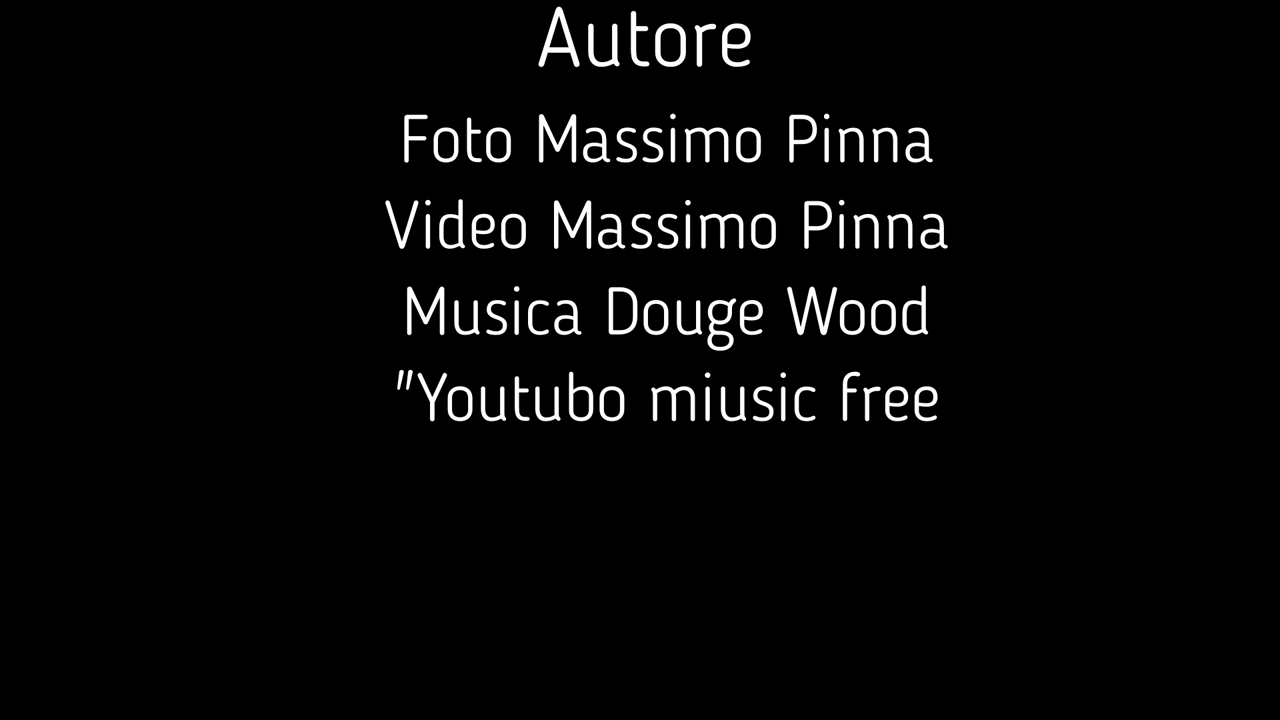 Autore
Foto Massimo Pinna
Video Massimo Pinna
Musica Douge Wood
"Youtubo miusic free